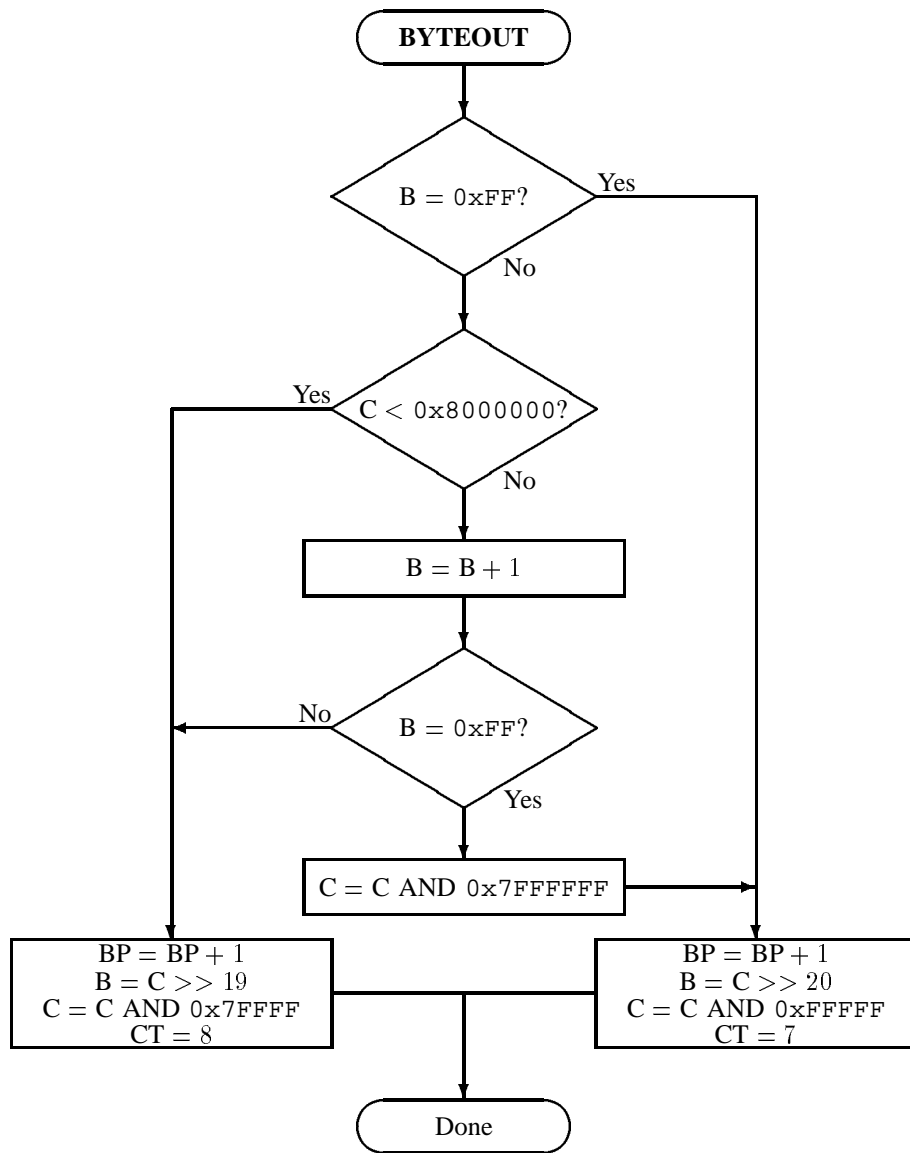 BYTEOUT
B = 0xFF?
Yes
No
Yes
C < 0x8000000?
No
B = B + 1
No
B = 0xFF?
Yes
C = C AND 0x7FFFFFF
BP = BP + 1
B = C >> 19
C = C AND 0x7FFFF
CT = 8
BP = BP + 1
B = C >> 20
C = C AND 0xFFFFF
CT = 7
Done